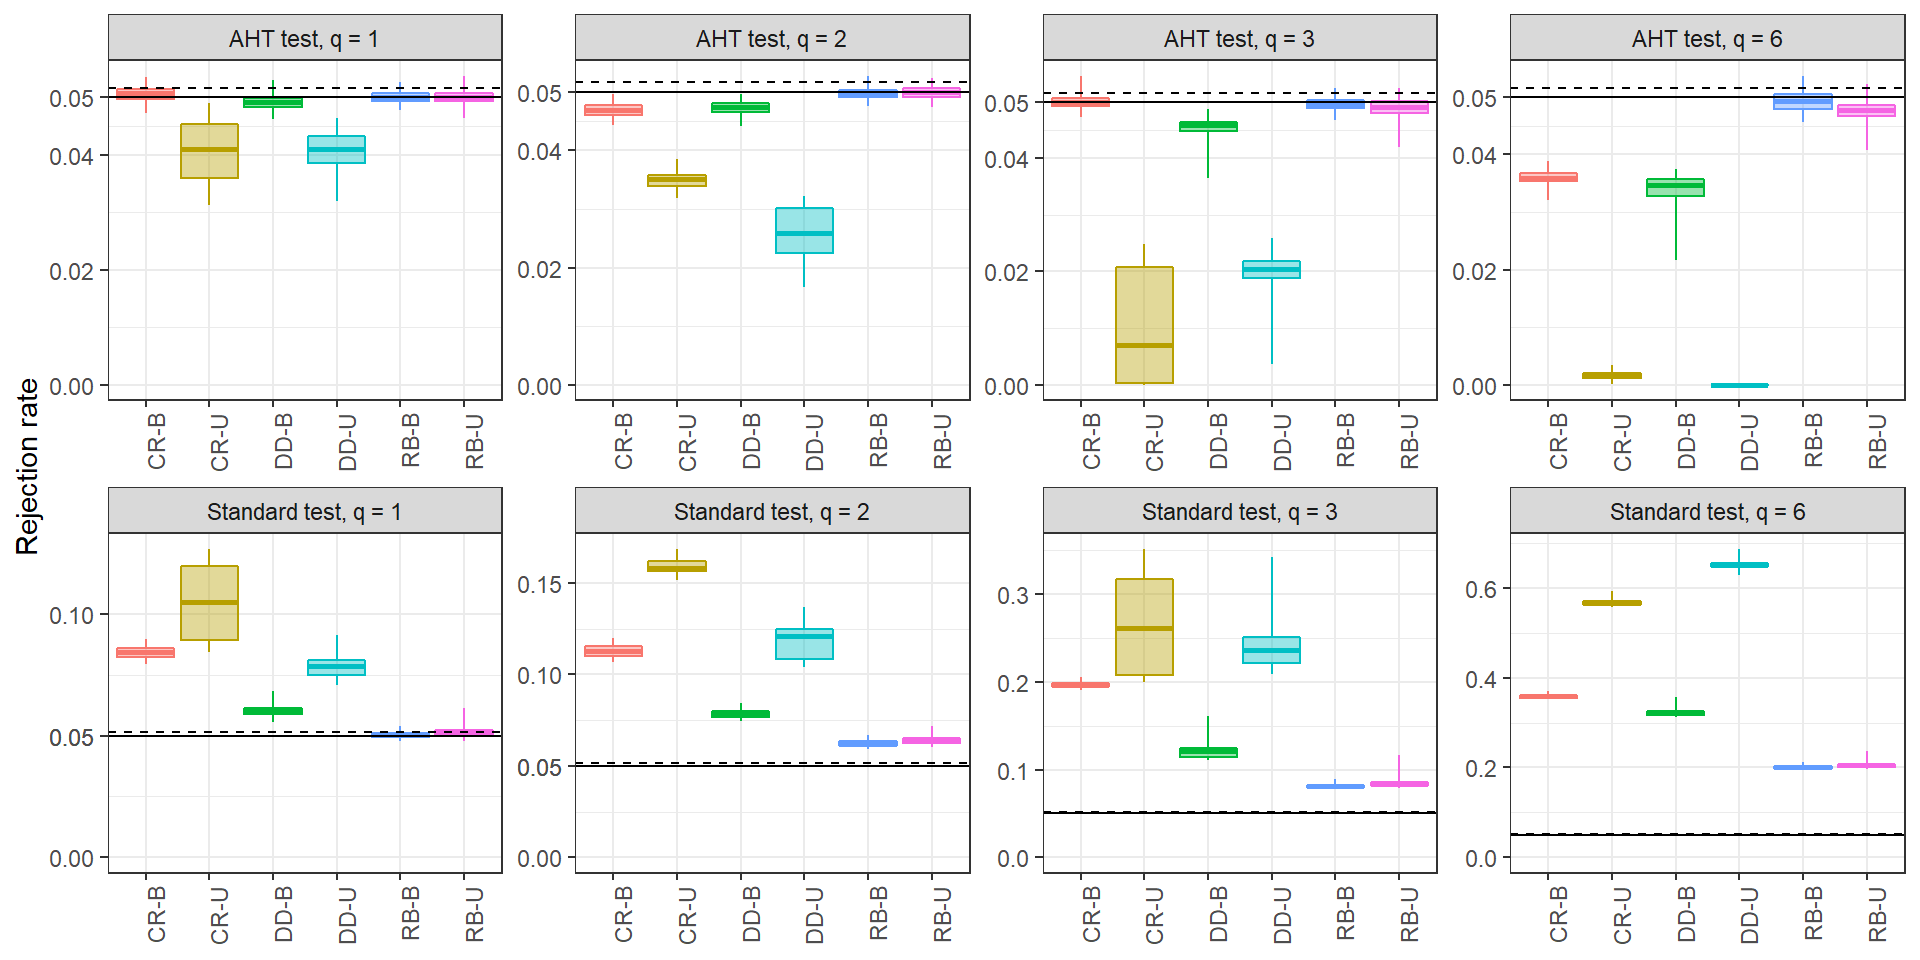 Rejection rate
AHT test, q = 1
0.05
0.04
0.02
0.00
CR-B
CR-U
DD-B
DD-U
RB-B
RB-U
AHT test, q = 2
0.05
0.04
0.02
0.00
CR-B
CR-U
DD-B
DD-U
RB-B
RB-U
AHT test, q = 3
0.05
0.04
0.02
0.00
CR-B
CR-U
DD-B
DD-U
RB-B
RB-U
AHT test, q = 6
0.05
0.04
0.02
0.00
CR-B
CR-U
DD-B
DD-U
RB-B
RB-U
Standard test, q = 1
0.10
0.05
0.00
CR-B
CR-U
DD-B
DD-U
RB-B
RB-U
Standard test, q = 2
0.15
0.10
0.05
0.00
CR-B
CR-U
DD-B
DD-U
RB-B
RB-U
Standard test, q = 3
0.3
0.2
0.1
0.0
CR-B
CR-U
DD-B
DD-U
RB-B
RB-U
Standard test, q = 6
0.6
0.4
0.2
0.0
CR-B
CR-U
DD-B
DD-U
RB-B
RB-U